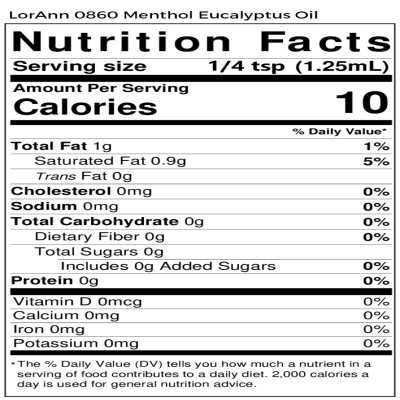 LorAnn 0860 Menthol Eucalyptus Oil
Nutrition Facts
Serving size 1/4 tsp (1.25mL)
Amount Per Serving
Calories 10
% Daily Value*
Total Fat 1g 1%
Saturated Fat 0.9g 5%
Trans Fat 0g
Cholesterol 0mg 0%
Sodium 0mg 0%
Total Carbohydrate 0g 0%
Dietary Fiber 0g 0%
Total Sugars 0g
Includes 0g Added Sugars 0%
Protein 0g 0%
Vitamin D 0mcg 0%
Calcium 0mg 0%
Iron 0mg 0%
Potassium 0mg 0%
*The % Daily Value (DV) tells you how much a nutrient in a
serving of food contributes to a daily diet. 2,000 calories a
day is used for general nutrition advice.